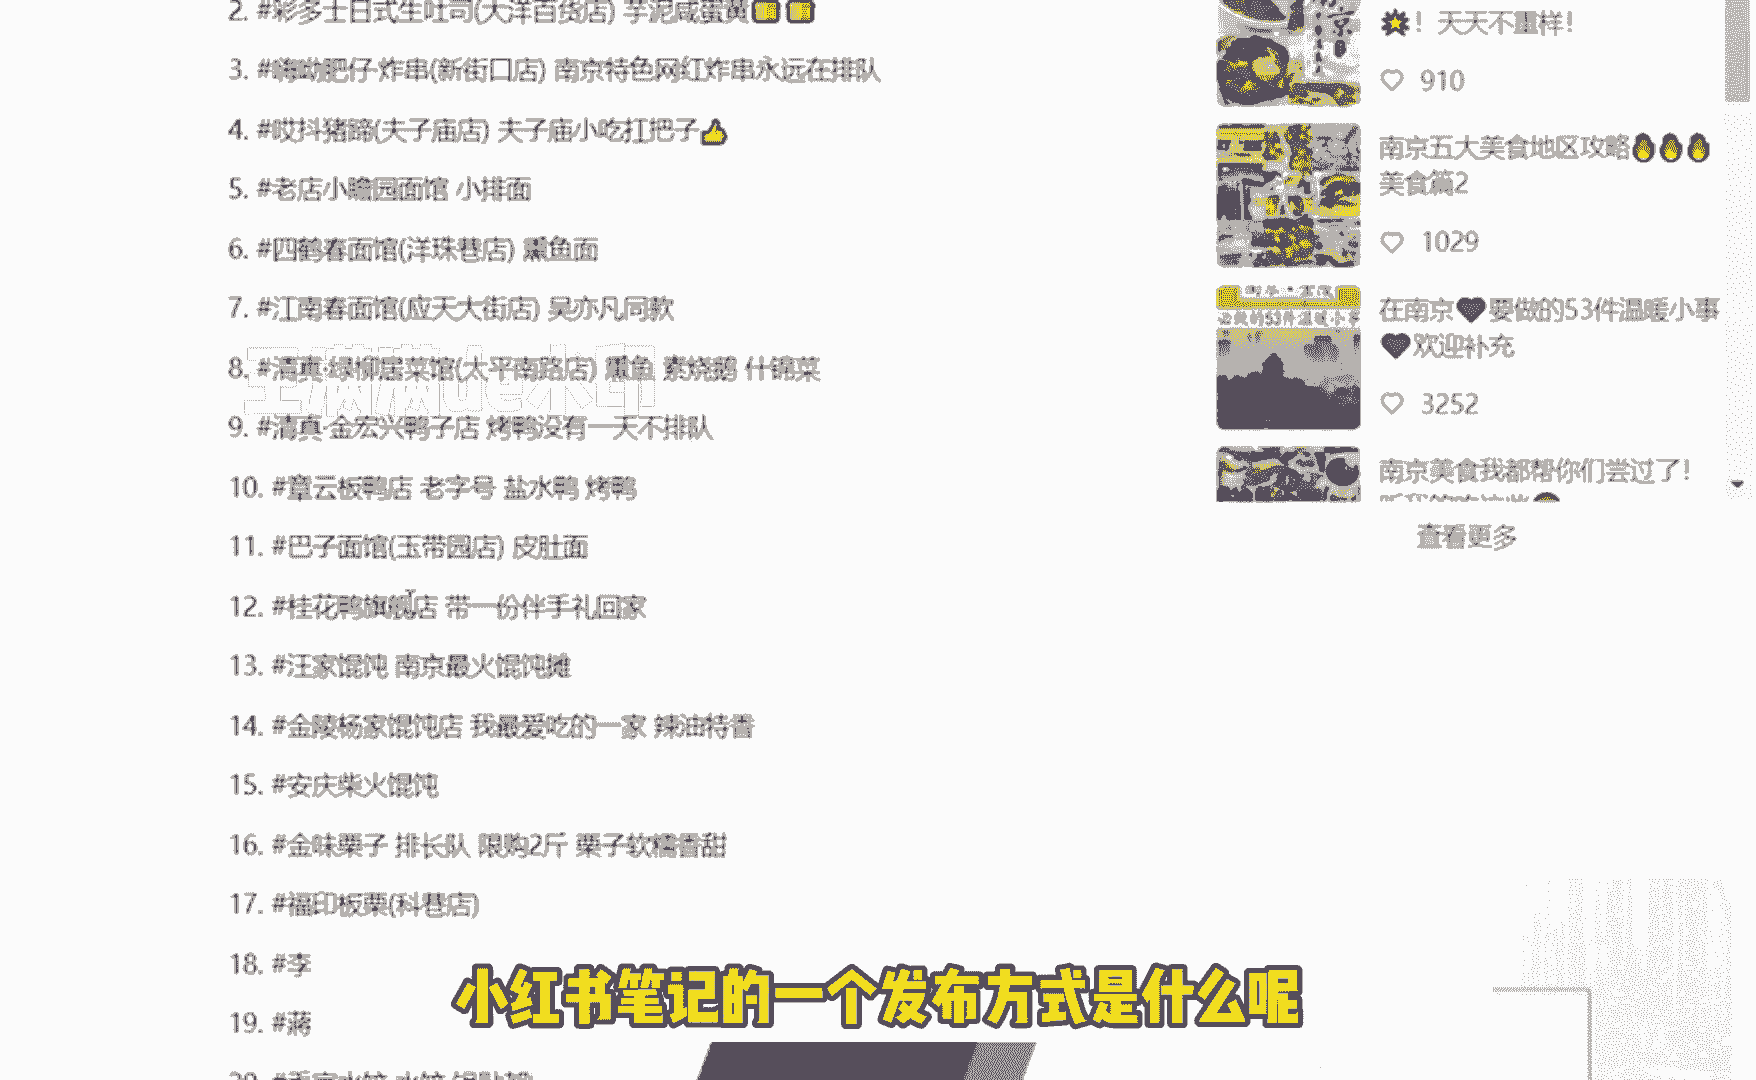 2. #彩多士日式生吐司(大洋百货店) 芋泥咸蛋黄
3. #嗨呦肥仔·炸串(新街口店) 南京特色网红炸串永远在排队
4. #哎抖猪蹄(夫子庙店) 夫子庙小吃扛把子👍
5. #老店小瞻园面馆 小排面
6. #四鹤春面馆(洋珠巷店) 熏鱼面
7. #江南春面馆(应天大街店) 吴亦凡同款
8. #清真·绿柳居菜馆(太平南路店) 熏鱼 素烧鹅 什锦菜
王满满de水印
9. #清真·金宏兴鸭子店 烤鸭没有一天不排队
10. #章云板鸭店 老字号 盐水鸭 烤鸭
11. #巴子面馆(玉带园店) 皮肚面
12. #桂花鸭旗舰店 带一份伴手礼回家
13. #汪家馄饨 南京最火馄饨摊
14. #金陵杨家馄饨店 我最爱吃的一家 辣油特香
15. #安庆柴火馄饨
16. #金味栗子 排长队 限购2斤 栗子软糯香甜
17. #福印板栗(科巷店)
18. #李
19. #蒋
！天天不重样！
910
南京五大美食地区攻略
美食篇2
1029
在南京🖤要做的53件温暖小事
🖤欢迎补充
3252
南京美食我都帮你们尝过了！
查看更多
小红书笔记的一个发布方式是什么呢